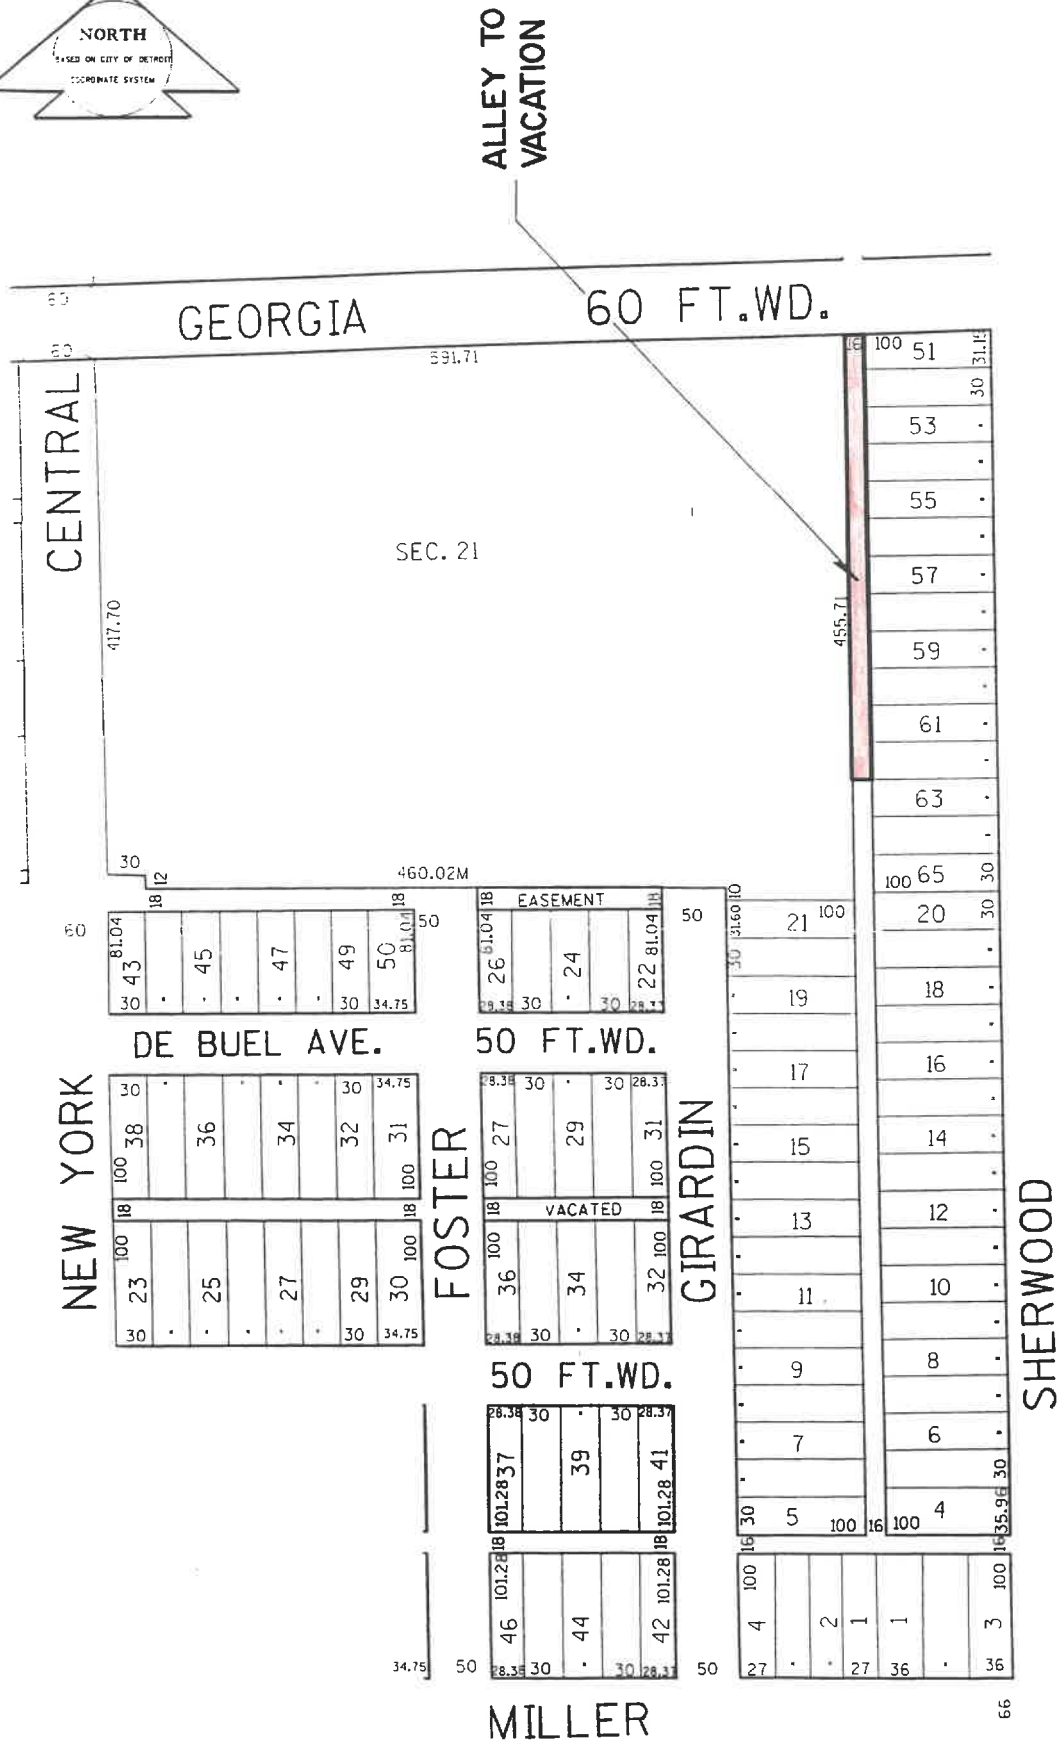 NORTH
BASED ON CITY OF DETROIT
COORDINATE SYSTEM
ALLEY TO
VACATION
60
GEORGIA 60 FT.WD.
60
691.71
16 100 51 31.15
30
CENTRAL
53
55
SEC. 21
57
417.70
455.71
59
61
63
30
12
460.02M
100 65 30
18 18
18 EASEMENT 18
10
60
81.04 43 45 47 49 50 81.04
50
26 81.04 24 22 81.04
50
31.60
21 100
20 30
30
30 30 34.75
28.38 30 30 28.37
19
18
DE BUEL AVE. 50 FT.WD.
17
16
NEW YORK
30 30 34.75
28.38 30 30 28.37
38 36 34 32 31
27 29 31
100 100
100 100
FOSTER
GIRARDIN
15
14
18 18
18 VACATED 18
13
12
SHERWOOD
100 100
100 100
23 25 27 29 30
36 34 32
11
10
30 30 34.75
28.38 30 30 28.37
50 FT.WD.
9
8
28.38 30 30 28.37
7
6
37 39 41
101.28 101.28
30
30
5 100 16 100 4 35.96
18 18
16 16
101.28 101.28
100 100
46 44 42
4 2 1 1 3
34.75 50 28.38 30 30 28.37 50
27 27 36 36
MILLER
66